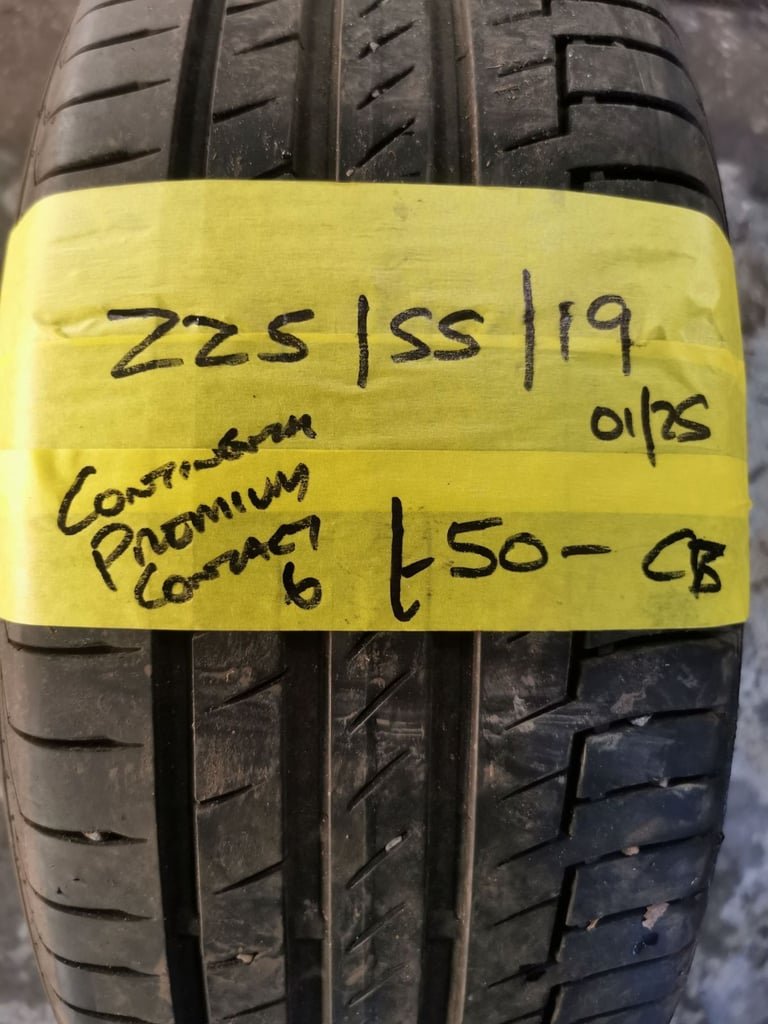 225/55/19
01/25
CONTINENTAL
PREMIUM
CONTACT
6
£50- CB